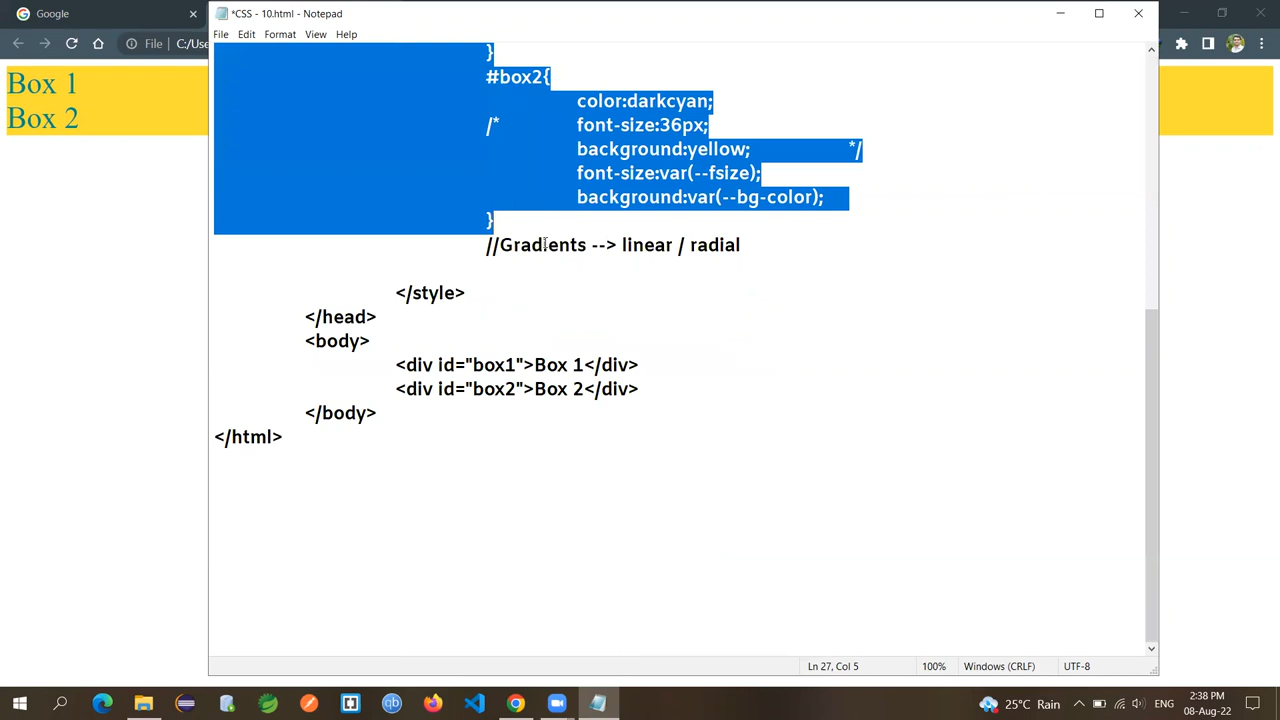 Google
*CSS - 10.html - Notepad
File Edit Format View Help
File C:/Use
Box 1
Box 2
}
#box2{
color:darkcyan;
/* font-size:36px;
background:yellow; */
font-size:var(--fsize);
background:var(--bg-color);
}
//Gradients --> linear / radial
</style>
</head>
<body>
<div id="box1">Box 1</div>
<div id="box2">Box 2</div>
</body>
</html>
Ln 27, Col 5 100% Windows (CRLF) UTF-8
qb 25°C Rain ENG 2:38 PM
08-Aug-22